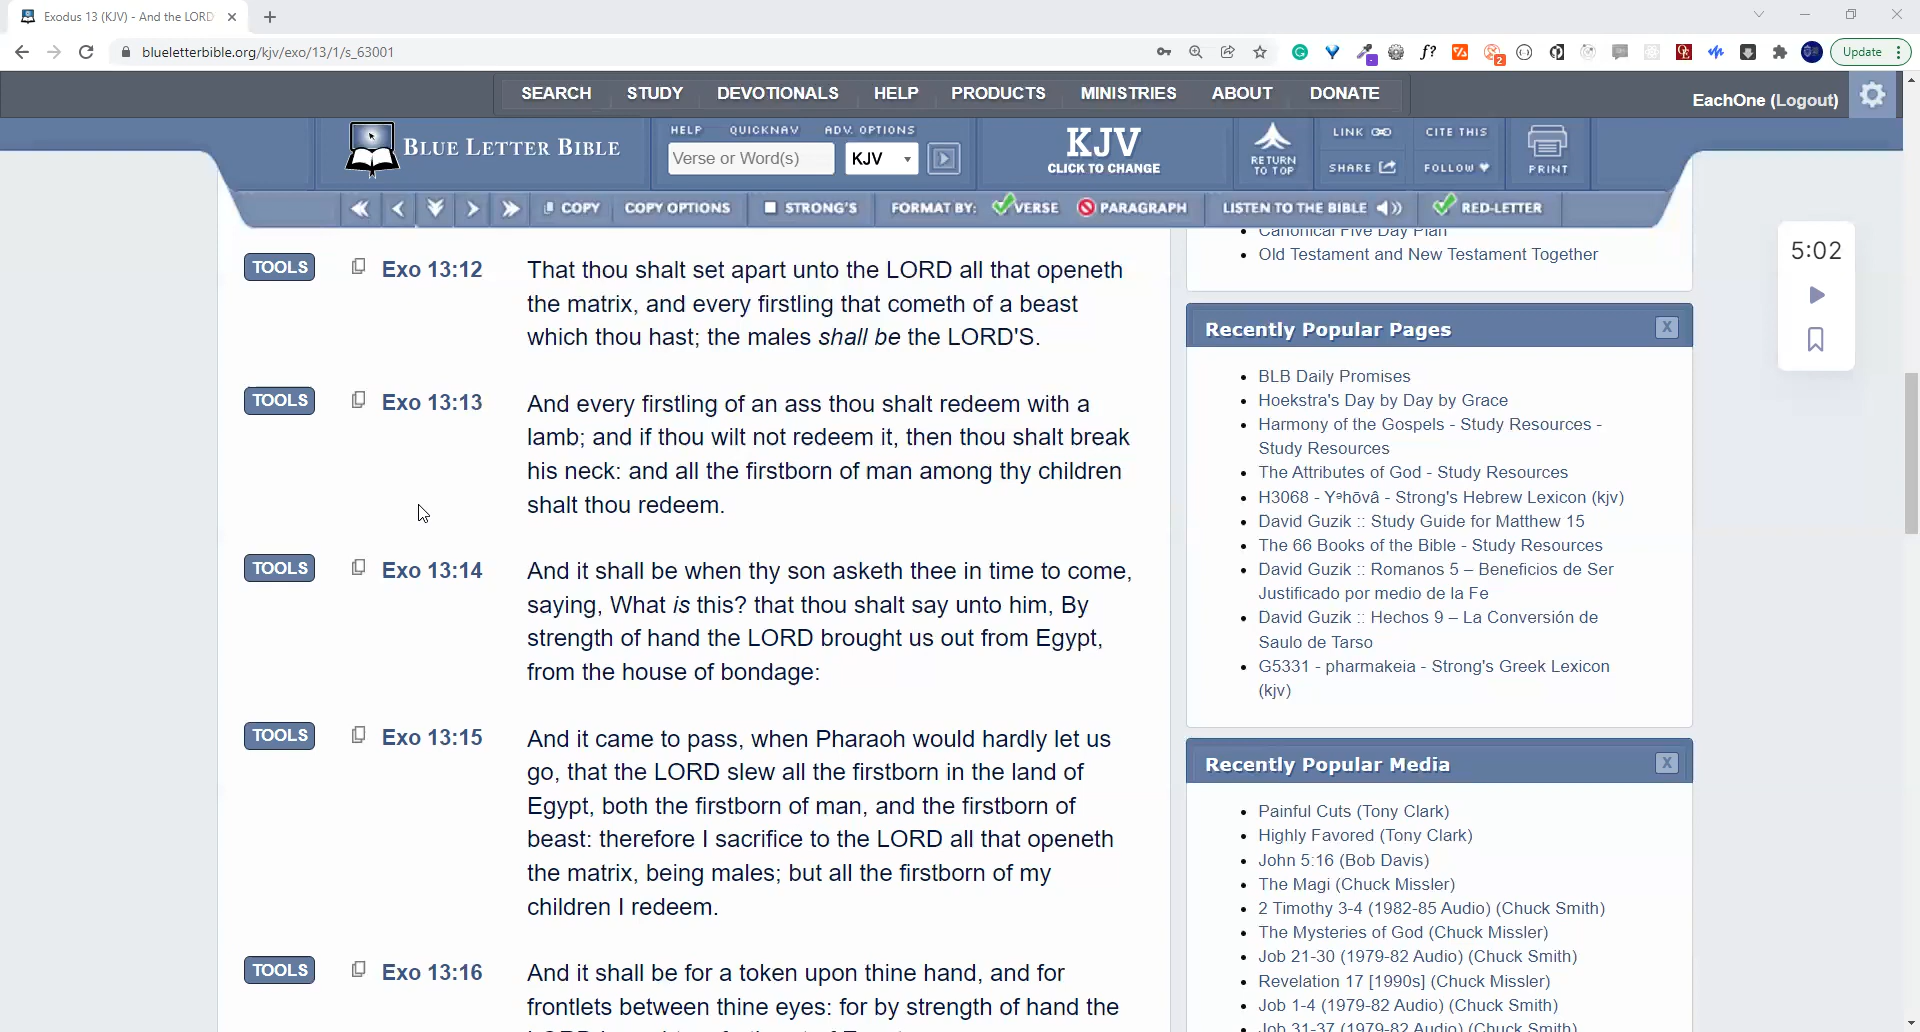 Exodus 13 (KJV) - And the LORD
blueletterbible.org/kjv/exo/13/1/s_63001
Update
SEARCH STUDY DEVOTIONALS HELP PRODUCTS MINISTRIES ABOUT DONATE
EachOne (Logout)
BLUE LETTER BIBLE
HELP QUICKNAV ADV. OPTIONS
Verse or Word(s)
KJV
KJV
CLICK TO CHANGE
RETURN
TO TOP
LINK
CITE THIS
SHARE
FOLLOW
PRINT
COPY COPY OPTIONS STRONG'S FORMAT BY: VERSE PARAGRAPH LISTEN TO THE BIBLE RED-LETTER
TOOLS Exo 13:12 That thou shalt set apart unto the LORD all that openeth
the matrix, and every firstling that cometh of a beast
which thou hast; the males shall be the LORD'S.
TOOLS Exo 13:13 And every firstling of an ass thou shalt redeem with a
lamb; and if thou wilt not redeem it, then thou shalt break
his neck: and all the firstborn of man among thy children
shalt thou redeem.
TOOLS Exo 13:14 And it shall be when thy son asketh thee in time to come,
saying, What is this? that thou shalt say unto him, By
strength of hand the LORD brought us out from Egypt,
from the house of bondage:
TOOLS Exo 13:15 And it came to pass, when Pharaoh would hardly let us
go, that the LORD slew all the firstborn in the land of
Egypt, both the firstborn of man, and the firstborn of
beast: therefore I sacrifice to the LORD all that openeth
the matrix, being males; but all the firstborn of my
children I redeem.
TOOLS Exo 13:16 And it shall be for a token upon thine hand, and for
frontlets between thine eyes: for by strength of hand the
Canonical Five Day Plan
Old Testament and New Testament Together
Recently Popular Pages X
BLB Daily Promises
Hoekstra's Day by Day by Grace
Harmony of the Gospels - Study Resources -
Study Resources
The Attributes of God - Study Resources
H3068 - Yᵊhōvâ - Strong's Hebrew Lexicon (kjv)
David Guzik :: Study Guide for Matthew 15
The 66 Books of the Bible - Study Resources
David Guzik :: Romanos 5 – Beneficios de Ser
Justificado por medio de la Fe
David Guzik :: Hechos 9 – La Conversión de
Saulo de Tarso
G5331 - pharmakeia - Strong's Greek Lexicon
(kjv)
Recently Popular Media X
Painful Cuts (Tony Clark)
Highly Favored (Tony Clark)
John 5:16 (Bob Davis)
The Magi (Chuck Missler)
2 Timothy 3-4 (1982-85 Audio) (Chuck Smith)
The Mysteries of God (Chuck Missler)
Job 21-30 (1979-82 Audio) (Chuck Smith)
Revelation 17 [1990s] (Chuck Missler)
Job 1-4 (1979-82 Audio) (Chuck Smith)
Job 31-37 (1979-82 Audio) (Chuck Smith)
5:02